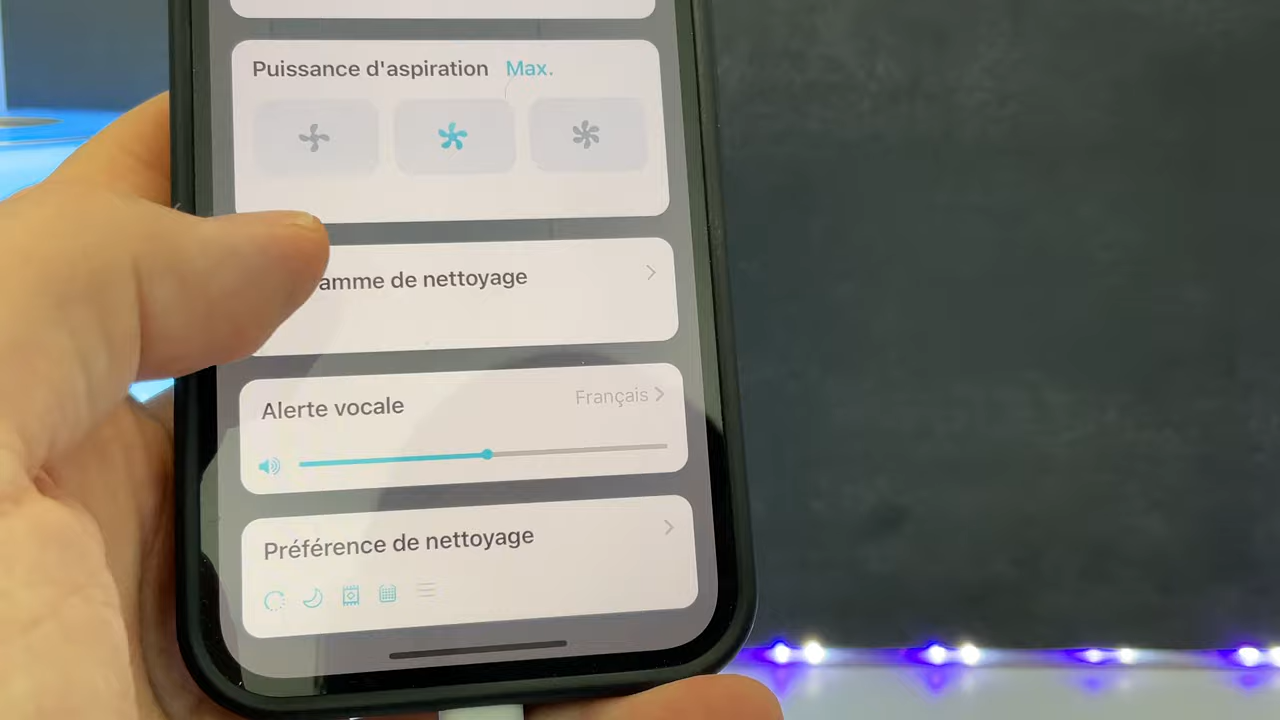 Puissance d'aspiration Max.
amme de nettoyage
Alerte vocale Français
Préférence de nettoyage